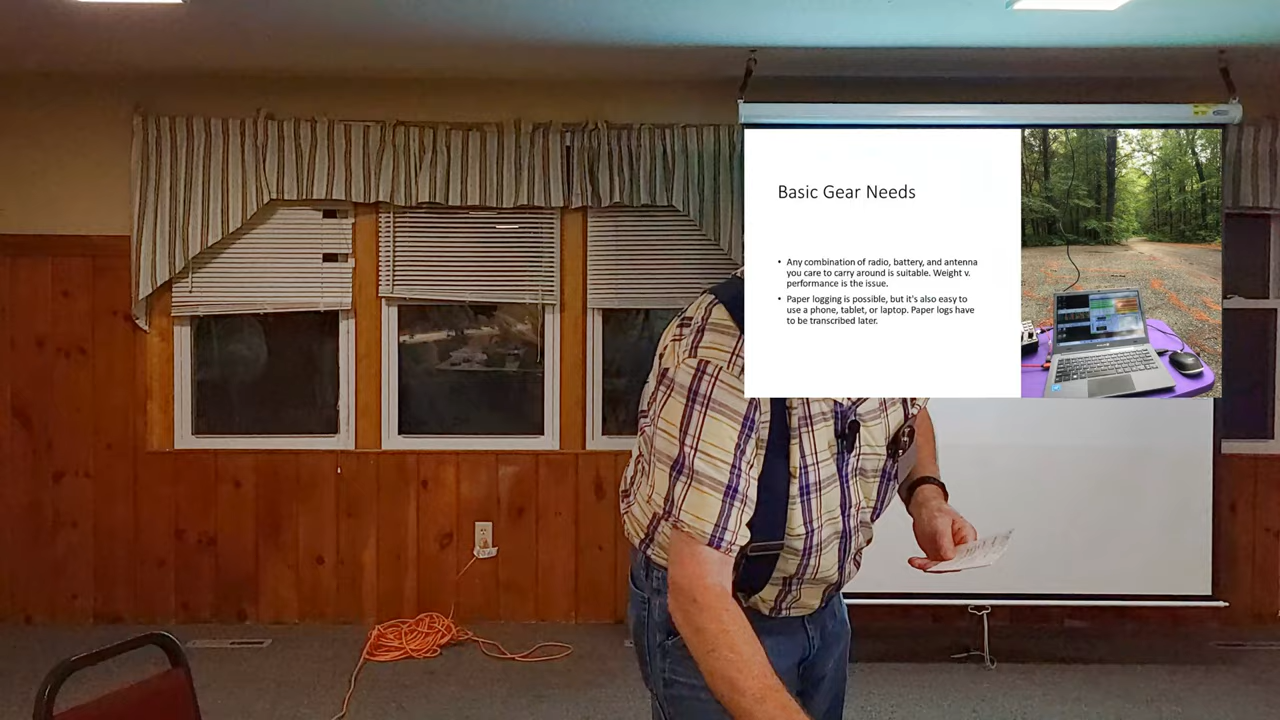 Basic Gear Needs
• Any combination of radio, battery, and antenna
you care to carry around is suitable. Weight v.
performance is the issue.
• Paper logging is possible, but it's also easy to
use a phone, tablet, or laptop. Paper logs have
to be transcribed later.